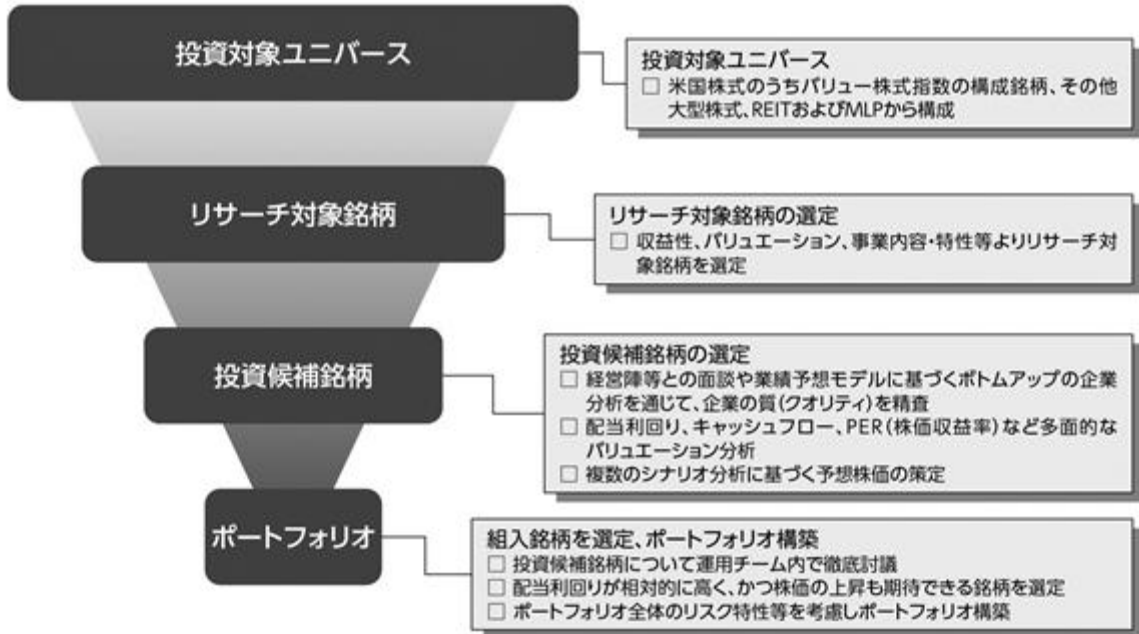 投資対象ユニバース
投資対象ユニバース
□ 米国株式のうちバリュー株式指数の構成銘柄、その他
大型株式、REITおよびMLPから構成
リサーチ対象銘柄
リサーチ対象銘柄の選定
□ 収益性、バリュエーション、事業内容・特性等よりリサーチ対
象銘柄を選定
投資候補銘柄
投資候補銘柄の選定
□ 経営陣等との面談や業績予想モデルに基づくボトムアップの企業
分析を通じて、企業の質(クオリティ)を精査
□ 配当利回り、キャッシュフロー、PER(株価収益率)など多面的な
バリュエーション分析
□ 複数のシナリオ分析に基づく予想株価の策定
ポートフォリオ
組入銘柄を選定、ポートフォリオ構築
□ 投資候補銘柄について運用チーム内で徹底討議
□ 配当利回りが相対的に高く、かつ株価の上昇も期待できる銘柄を選定
□ ポートフォリオ全体のリスク特性等を考慮しポートフォリオ構築